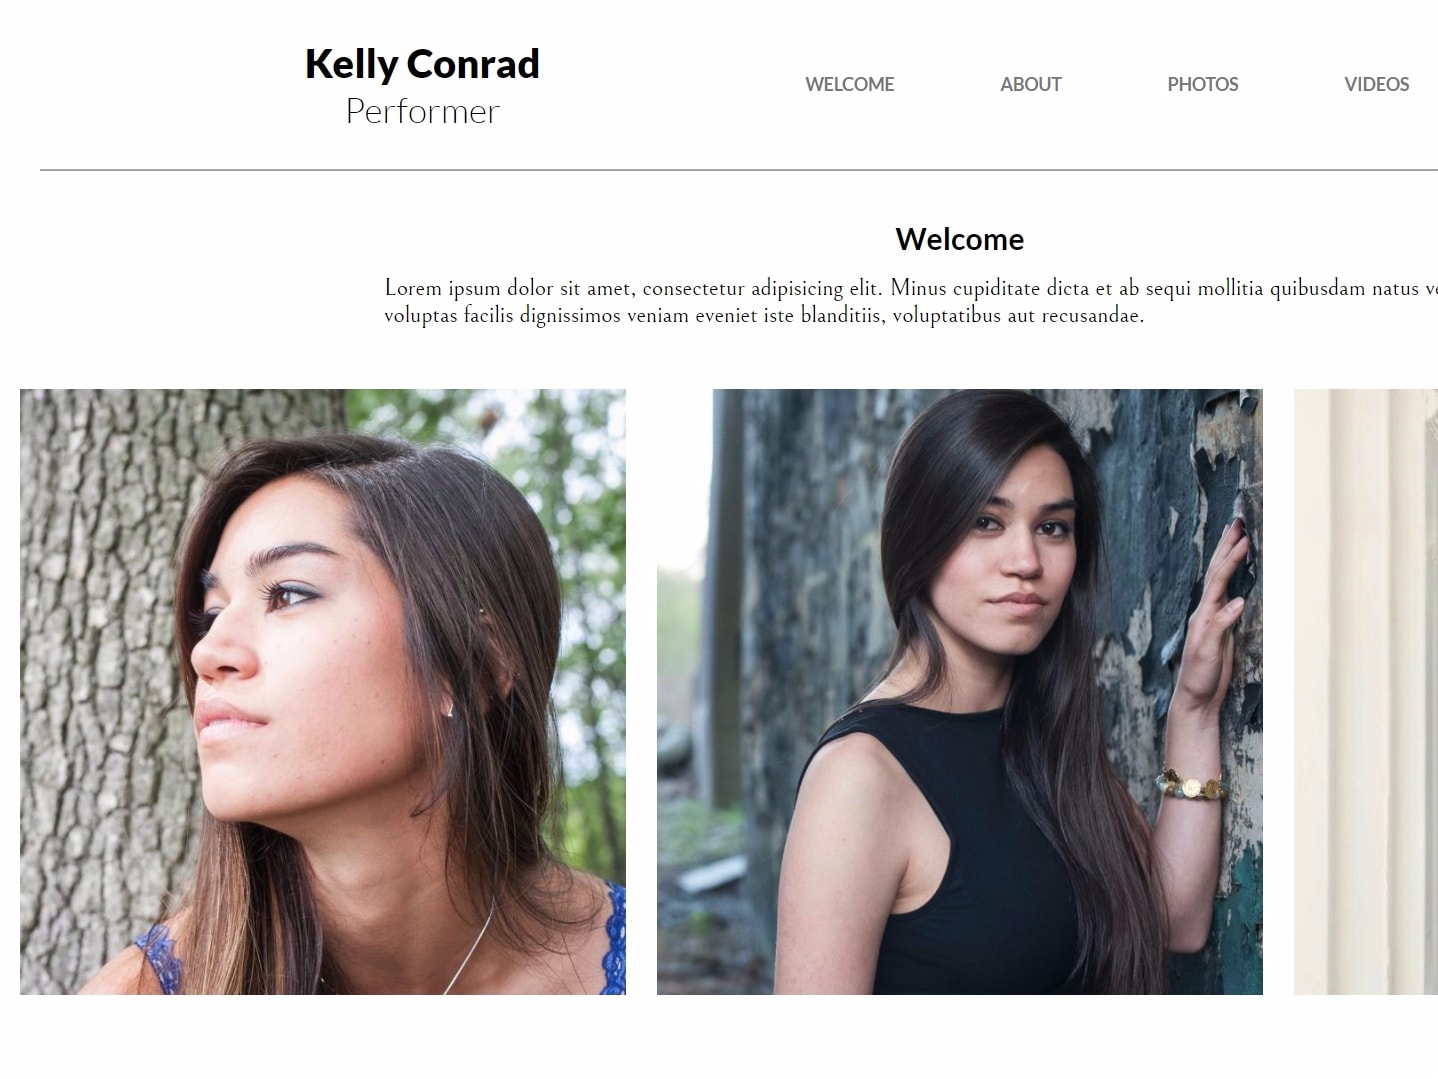 Kelly Conrad
Performer
WELCOME ABOUT PHOTOS VIDEOS
Welcome
Lorem ipsum dolor sit amet, consectetur adipisicing elit. Minus cupiditate dicta et ab sequi mollitia quibusdam natus
voluptas facilis dignissimos veniam eveniet iste blanditiis, voluptatibus aut recusandae.